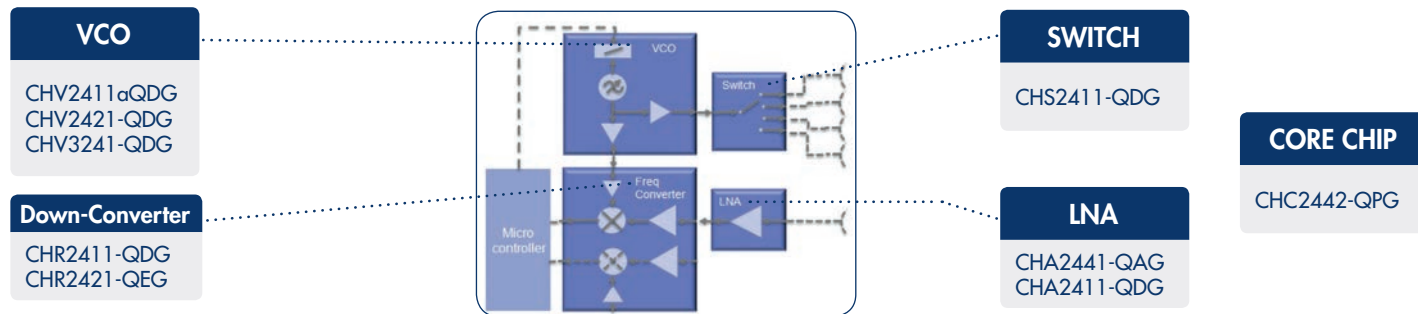 VCO
CHV2411aQDG
CHV2421-QDG
CHV3241-QDG
Down-Converter
CHR2411-QDG
CHR2421-QEG
VCO
Switch
Freq
Converter
LNA
Micro
controller
SWITCH
CHS2411-QDG
LNA
CHA2441-QAG
CHA2411-QDG
CORE CHIP
CHC2442-QPG